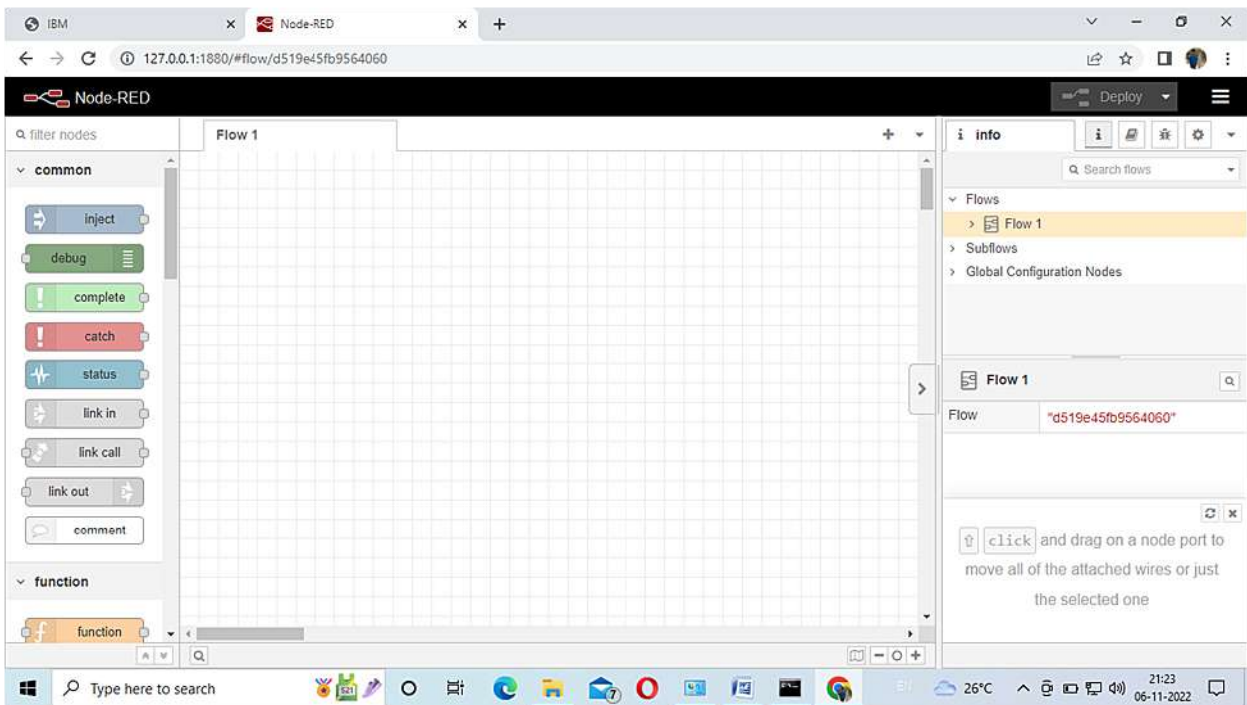 IBM
Node-RED
127.0.0.1:1880/#flow/d519e45fb9564060
Node-RED
Deploy
filter nodes
Flow 1
i info
i
Search flows
common
inject
debug
complete
catch
status
link in
link call
link out
comment
function
function
Flows
Flow 1
Subflows
Global Configuration Nodes
Flow 1
Flow "d519e45fb9564060"
⇧ click and drag on a node port to
move all of the attached wires or just
the selected one
Type here to search
26°C
21:23
06-11-2022